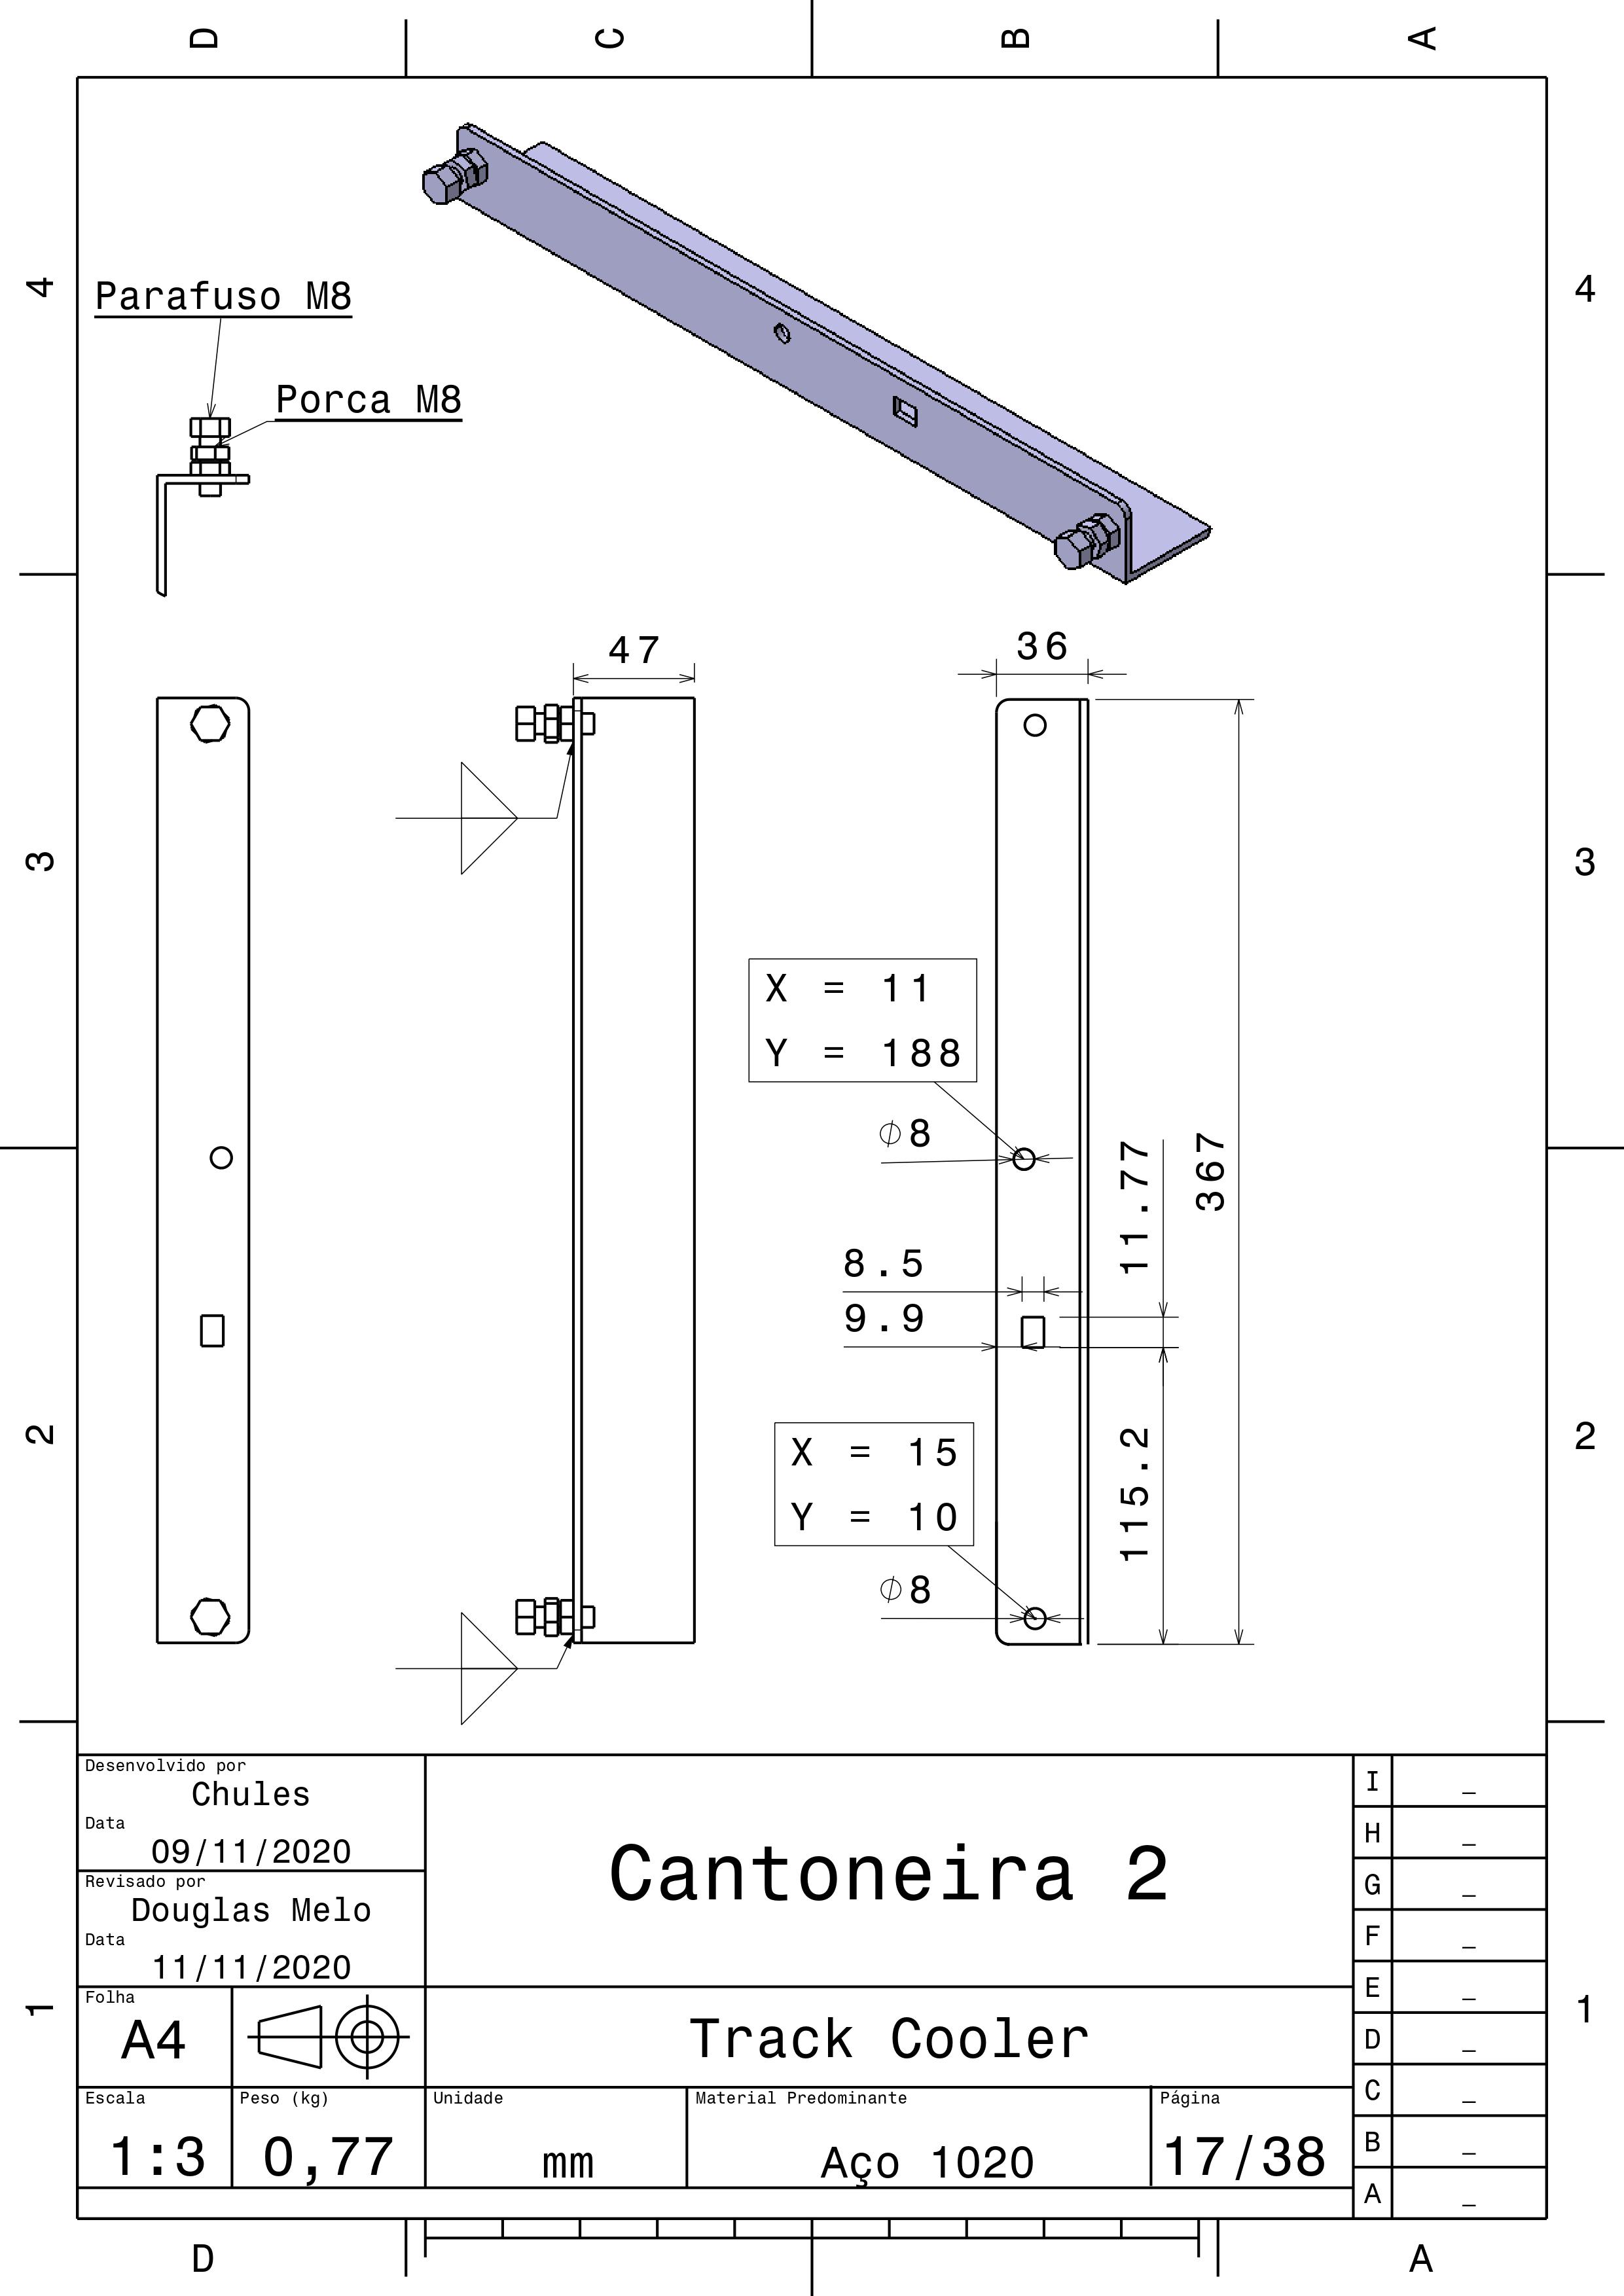 D C B A
4 4
Parafuso M8
Porca M8
47
36
3 3
X = 11
Y = 188
⌀8
11.77
367
8.5
9.9
2 2
X = 15
Y = 10
115.2
⌀8
Desenvolvido por
Chules
Data
09/11/2020
Revisado por
Douglas Melo
Data
11/11/2020
Cantoneira 2
I _
H _
G _
F _
E _
D _
C _
B _
A _
1 1
Folha
A4
Track Cooler
Escala
1:3
Peso (kg)
0,77
Unidade
mm
Material Predominante
Aço 1020
Página
17/38
D A